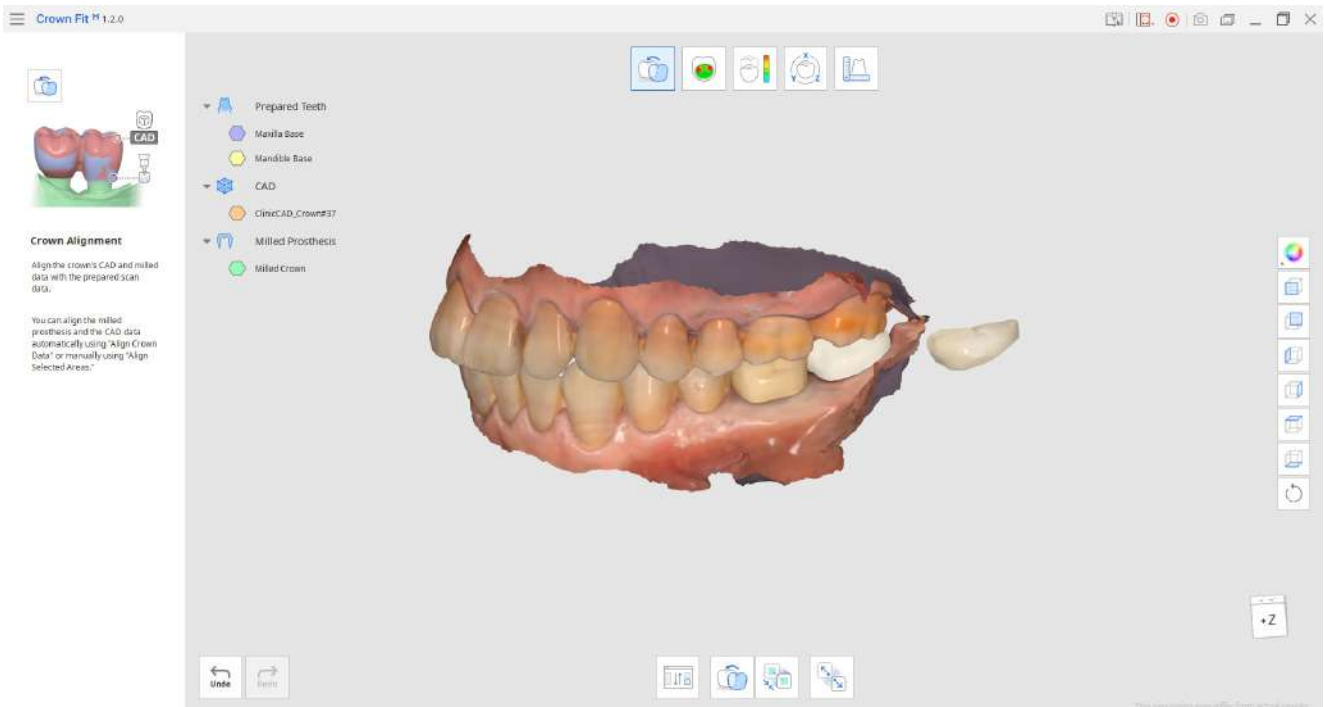 Crown Fit M 1.2.0
CAD
Crown Alignment
Align the crown's CAD and milled
data with the prepared scan
data.
You can align the milled
prosthesis and the CAD data
automatically using "Align Crown
Data" or manually using "Align
Selected Areas."
X
Y Z
Prepared Teeth
Maxilla Base
Mandible Base
CAD
ClinicCAD_Crown#37
Milled Prosthesis
Milled Crown
+Z
Undo
Redo